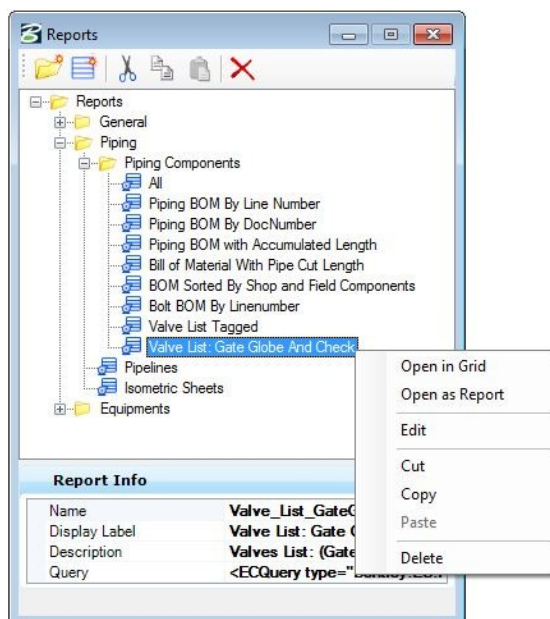 Reports
Reports
General
Piping
Piping Components
All
Piping BOM By Line Number
Piping BOM By DocNumber
Piping BOM with Accumulated Length
Bill of Material With Pipe Cut Length
BOM Sorted By Shop and Field Components
Bolt BOM By Linenumber
Valve List Tagged
Valve List: Gate Globe And Check
Pipelines
Isometric Sheets
Equipments
Open in Grid
Open as Report
Edit
Cut
Copy
Paste
Delete
Report Info
Name Valve_List_Gate
Display Label Valve List: Gate
Description Valves List: (Gate
Query <ECQuery type="